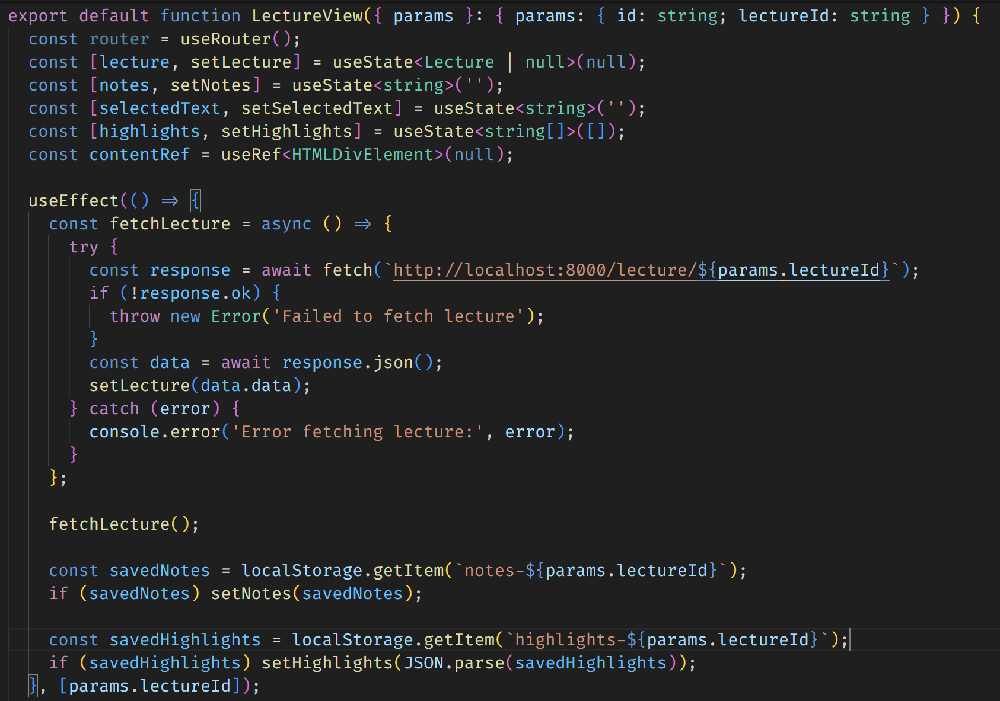 export default function LectureView({ params }: { params: { id: string; lectureId: string } }) {
  const router = useRouter();
  const [lecture, setLecture] = useState<Lecture | null>(null);
  const [notes, setNotes] = useState<string>('');
  const [selectedText, setSelectedText] = useState<string>('');
  const [highlights, setHighlights] = useState<string[]>([]);
  const contentRef = useRef<HTMLDivElement>(null);

  useEffect(() => {
    const fetchLecture = async () => {
      try {
        const response = await fetch(`http://localhost:8000/lecture/${params.lectureId}`);
        if (!response.ok) {
          throw new Error('Failed to fetch lecture');
        }
        const data = await response.json();
        setLecture(data.data);
      } catch (error) {
        console.error('Error fetching lecture:', error);
      }
    };

    fetchLecture();

    const savedNotes = localStorage.getItem(`notes-${params.lectureId}`);
    if (savedNotes) setNotes(savedNotes);

    const savedHighlights = localStorage.getItem(`highlights-${params.lectureId}`);
    if (savedHighlights) setHighlights(JSON.parse(savedHighlights));
  }, [params.lectureId]);